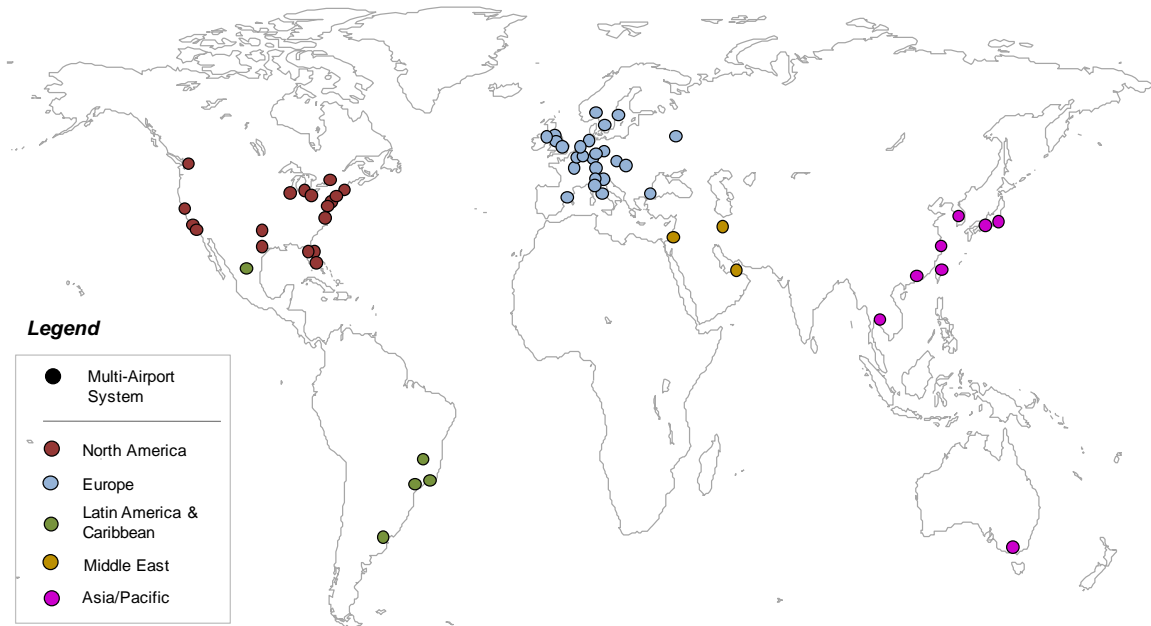 Legend
Multi-Airport
System
North America
Europe
Latin America &
Caribbean
Middle East
Asia/Pacific